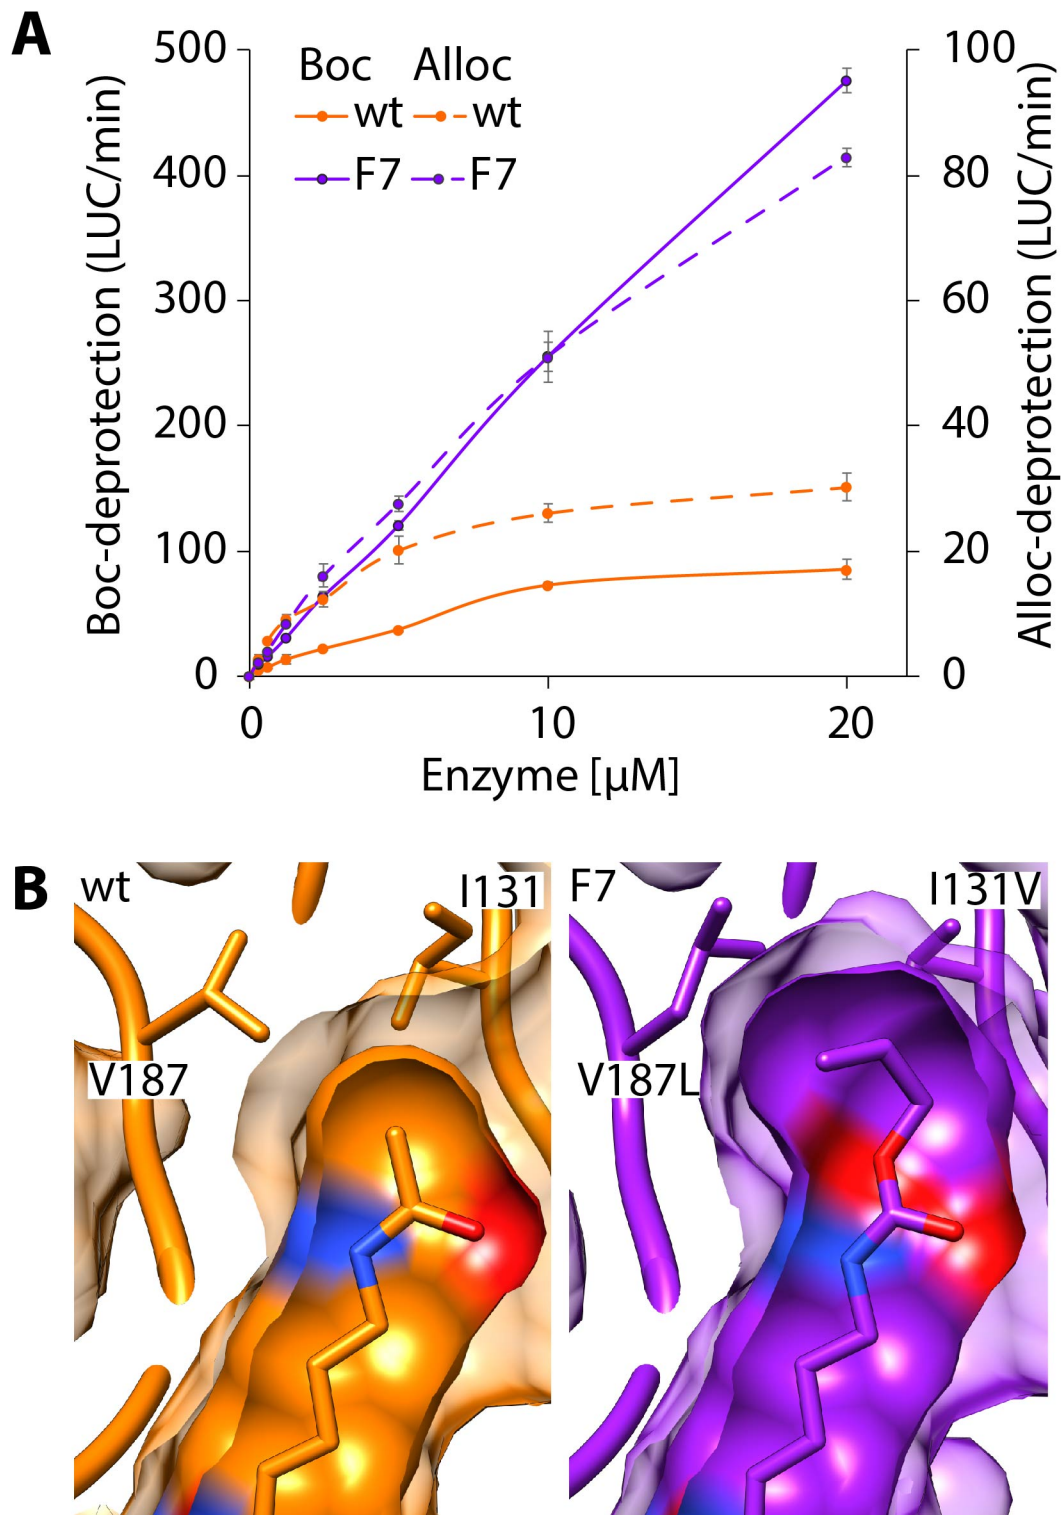 A
Boc Alloc
wt wt
F7 F7
500
400
300
200
100
0
Boc-deprotection (LUC/min)
100
80
60
40
20
0
Alloc-deprotection (LUC/min)
0 10 20
Enzyme [µM]
B
wt I131
V187
F7 I131V
V187L